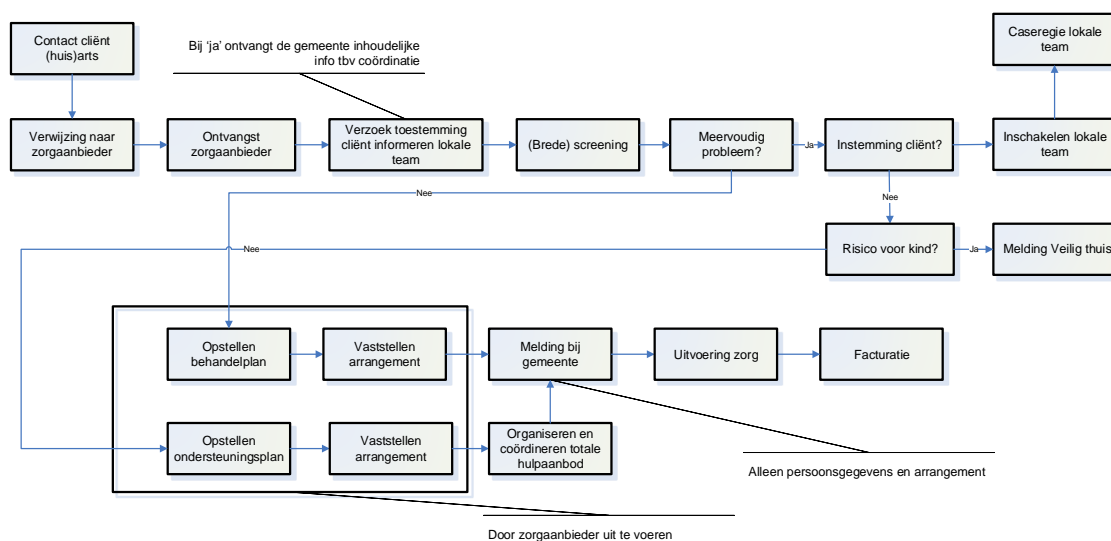 Contact cliënt
(huis)arts
Bij ‘ja’ ontvangt de gemeente inhoudelijke
info tbv coördinatie
Caseregie lokale
team
Verwijzing naar
zorgaanbieder
Ontvangst
zorgaanbieder
Verzoek toestemming
cliënt informeren lokale
team
(Brede) screening
Meervoudig
probleem?
Ja
Instemming cliënt?
Inschakelen lokale
team
Nee
Nee
Nee
Risico voor kind?
Ja
Melding Veilig thuis
Opstellen
behandelplan
Vaststellen
arrangement
Melding bij
gemeente
Uitvoering zorg
Facturatie
Opstellen
ondersteuningsplan
Vaststellen
arrangement
Organiseren en
coördineren totale
hulpaanbod
Alleen persoonsgegevens en arrangement
Door zorgaanbieder uit te voeren